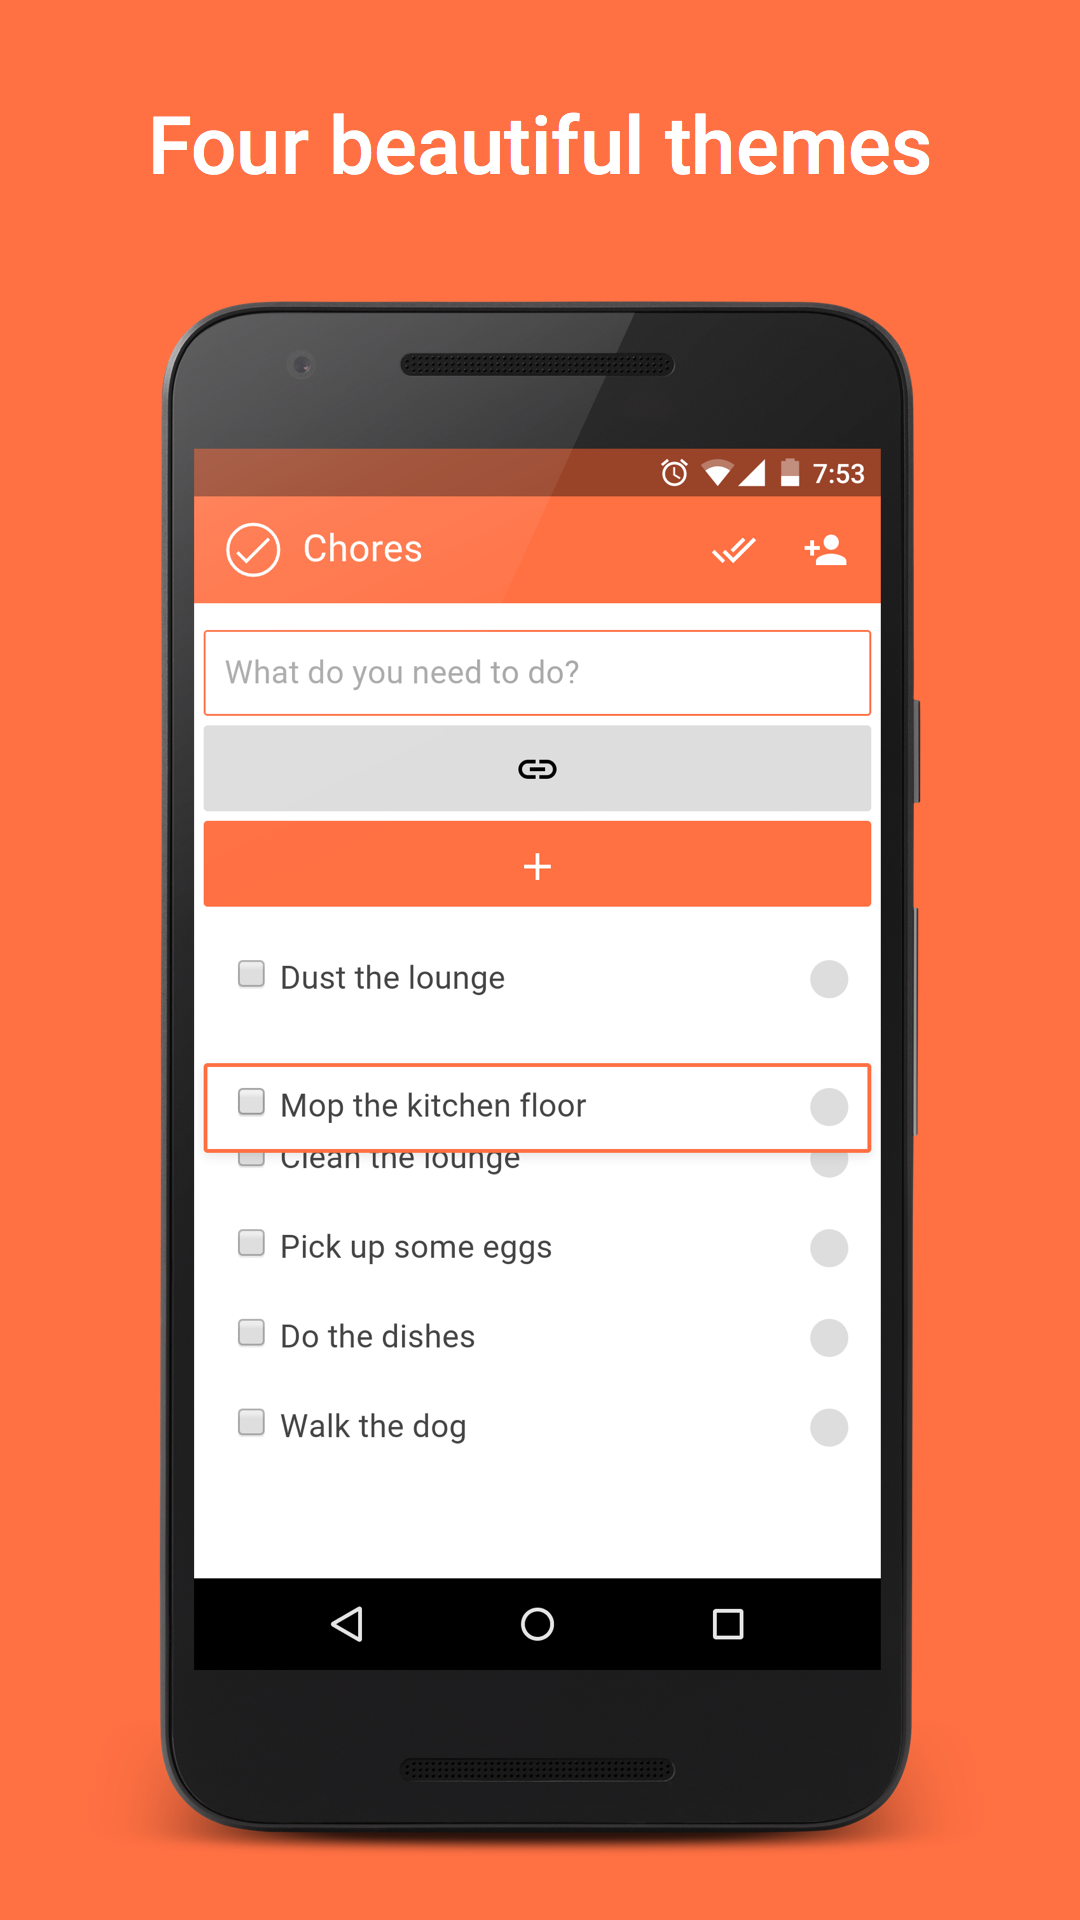 Four beautiful themes
7:53
Chores
What do you need to do?
Dust the lounge
Mop the kitchen floor
Clean the lounge
Pick up some eggs
Do the dishes
Walk the dog